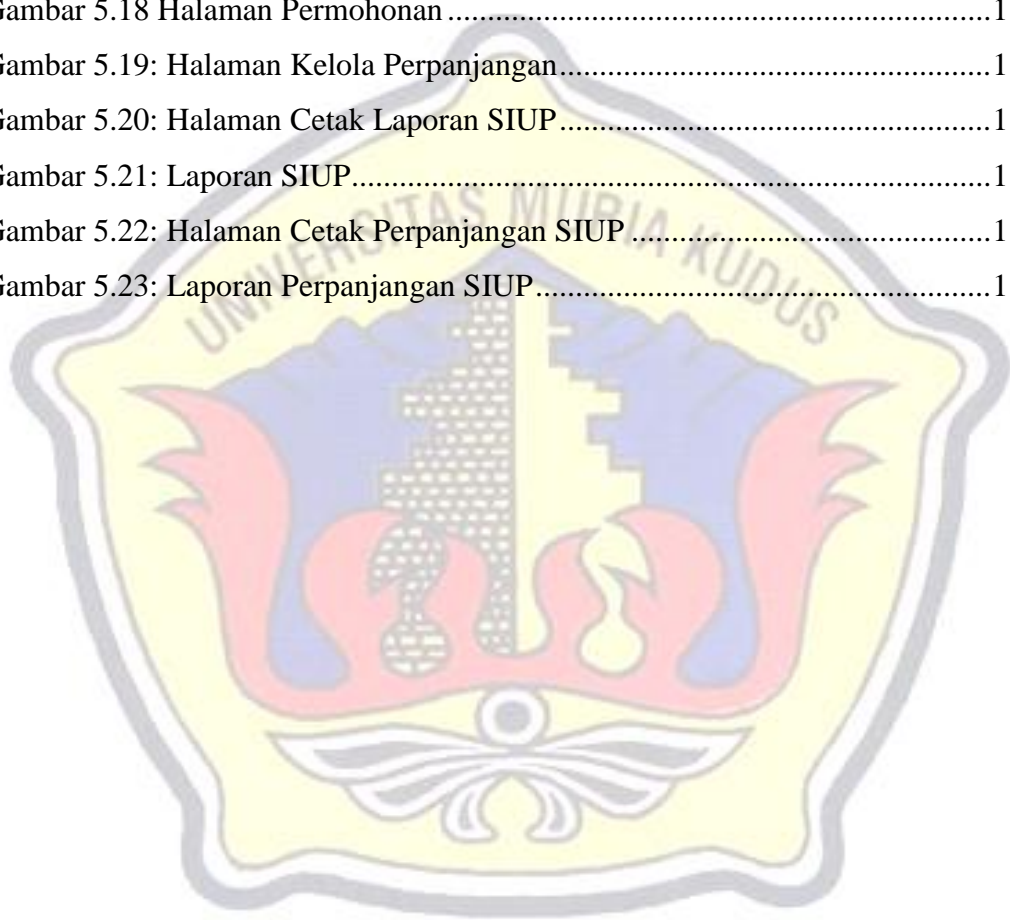 Gambar 5.18 Halaman Permohonan ......................................................................1
Gambar 5.19: Halaman Kelola Perpanjangan......................................................1
Gambar 5.20: Halaman Cetak Laporan SIUP......................................................1
Gambar 5.21: Laporan SIUP................................................................................1
Gambar 5.22: Halaman Cetak Perpanjangan SIUP .............................................1
Gambar 5.23: Laporan Perpanjangan SIUP.........................................................1
UNIVERSITAS MURIA KUDUS